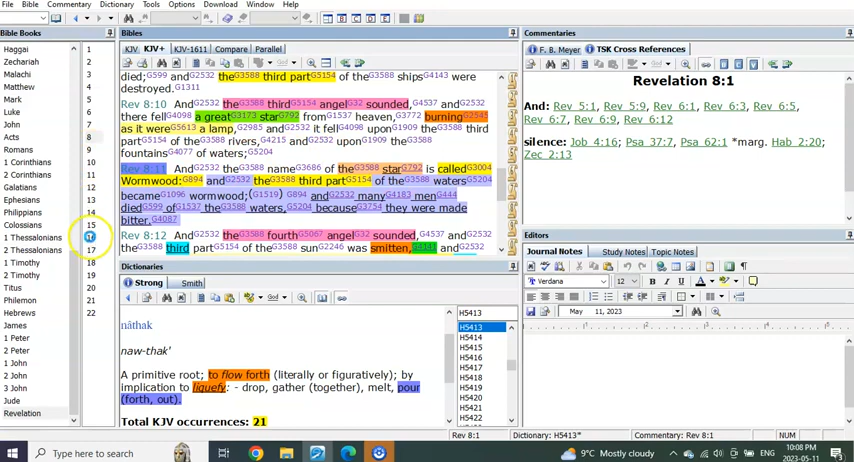 File View Commentary Dictionary Tools Options Download Window Help
Bible Books
Haggai 1
Zechariah 2
Malachi 3
Matthew 4
Mark 5
Luke 6
John 7
Acts 8
Romans 9
1 Corinthians 10
2 Corinthians 11
Galatians 12
Ephesians 13
Philippians 14
Colossians 15
1 Thessalonians
2 Thessalonians 17
1 Timothy 18
2 Timothy 19
Titus 20
Philemon 21
Hebrews 22
James
1 Peter
2 Peter
1 John
2 John
3 John
Jude
Revelation
Bibles
KJV KJV+ KJV-1611 Compare Parallel
died;G599 andG2532 theG3588 third partG5154 of the shipsG4143 were
destroyed.G1311
Rev 8:10 AndG2532 theG3588 thirdG5154 angelG32 sounded,G4537 andG2532
there fellG4098 a greatG3173 starG792 fromG1537 heaven,G3772 burningG2545
as it wereG5613 a lamp,G2985 andG2532 it fellG4098 uponG1909 theG3588 third
partG5154 of theG3588 rivers,G4215 andG2532 uponG1909 theG3588
fountainsG4077 of waters;G5204
Rev 8:11 AndG2532 theG3588 nameG3686 of theG3588 starG792 is calledG3004
Wormwood:G894 andG2532 theG3588 third partG5154 of theG3588 watersG5204
becameG1096 wormwood;(G1519) G894 andG2532 manyG4183 menG444
diedG599 ofG1537 theG3588 waters,G5204 becauseG3754 they were made
bitter.G4087
Rev 8:12 AndG2532 theG3588 fourthG5067 angelG32 sounded,G4537 andG2532
theG3588 third partG5154 of theG3588 sunG2246 was smitten,G4141 andG2532
Dictionaries
Strong Smith
God
H5413
nâthak
naw-thak'
A primitive root; to flow forth (literally or figuratively); by
implication to liquefy: - drop, gather (together), melt, pour
(forth, out).
Total KJV occurrences: 21
H5413
H5414
H5415
H5416
H5417
H5418
H5419
H5420
H5421
H5422
Commentaries
F. B. Meyer TSK Cross References
Revelation 8:1
And: Rev 5:1, Rev 5:9, Rev 6:1, Rev 6:3, Rev 6:5,
Rev 6:7, Rev 6:9, Rev 6:12
silence: Job 4:16; Psa 37:7, Psa 62:1 *marg. Hab 2:20;
Zec 2:13
Editors
Journal Notes Study Notes Topic Notes
Verdana 12 B I U
May 11, 2023
Rev 8:1 Dictionary: H5413* Commentary: Rev 8:1 NUM
Type here to search
9°C Mostly cloudy ENG 10:08 PM
2023-05-11